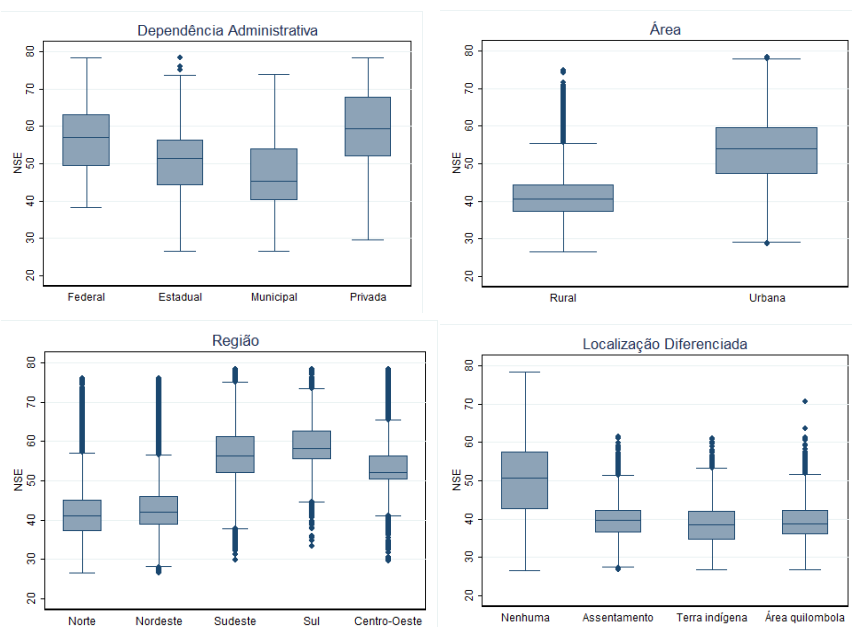 Dependência Administrativa
80
70
60
50
40
30
20
NSE
Federal Estadual Municipal Privada
Área
80
70
60
50
40
30
20
NSE
Rural Urbana
Região
80
70
60
50
40
30
20
NSE
Norte Nordeste Sudeste Sul Centro-Oeste
Localização Diferenciada
80
70
60
50
40
30
20
NSE
Nenhuma Assentamento Terra indígena Área quilombola